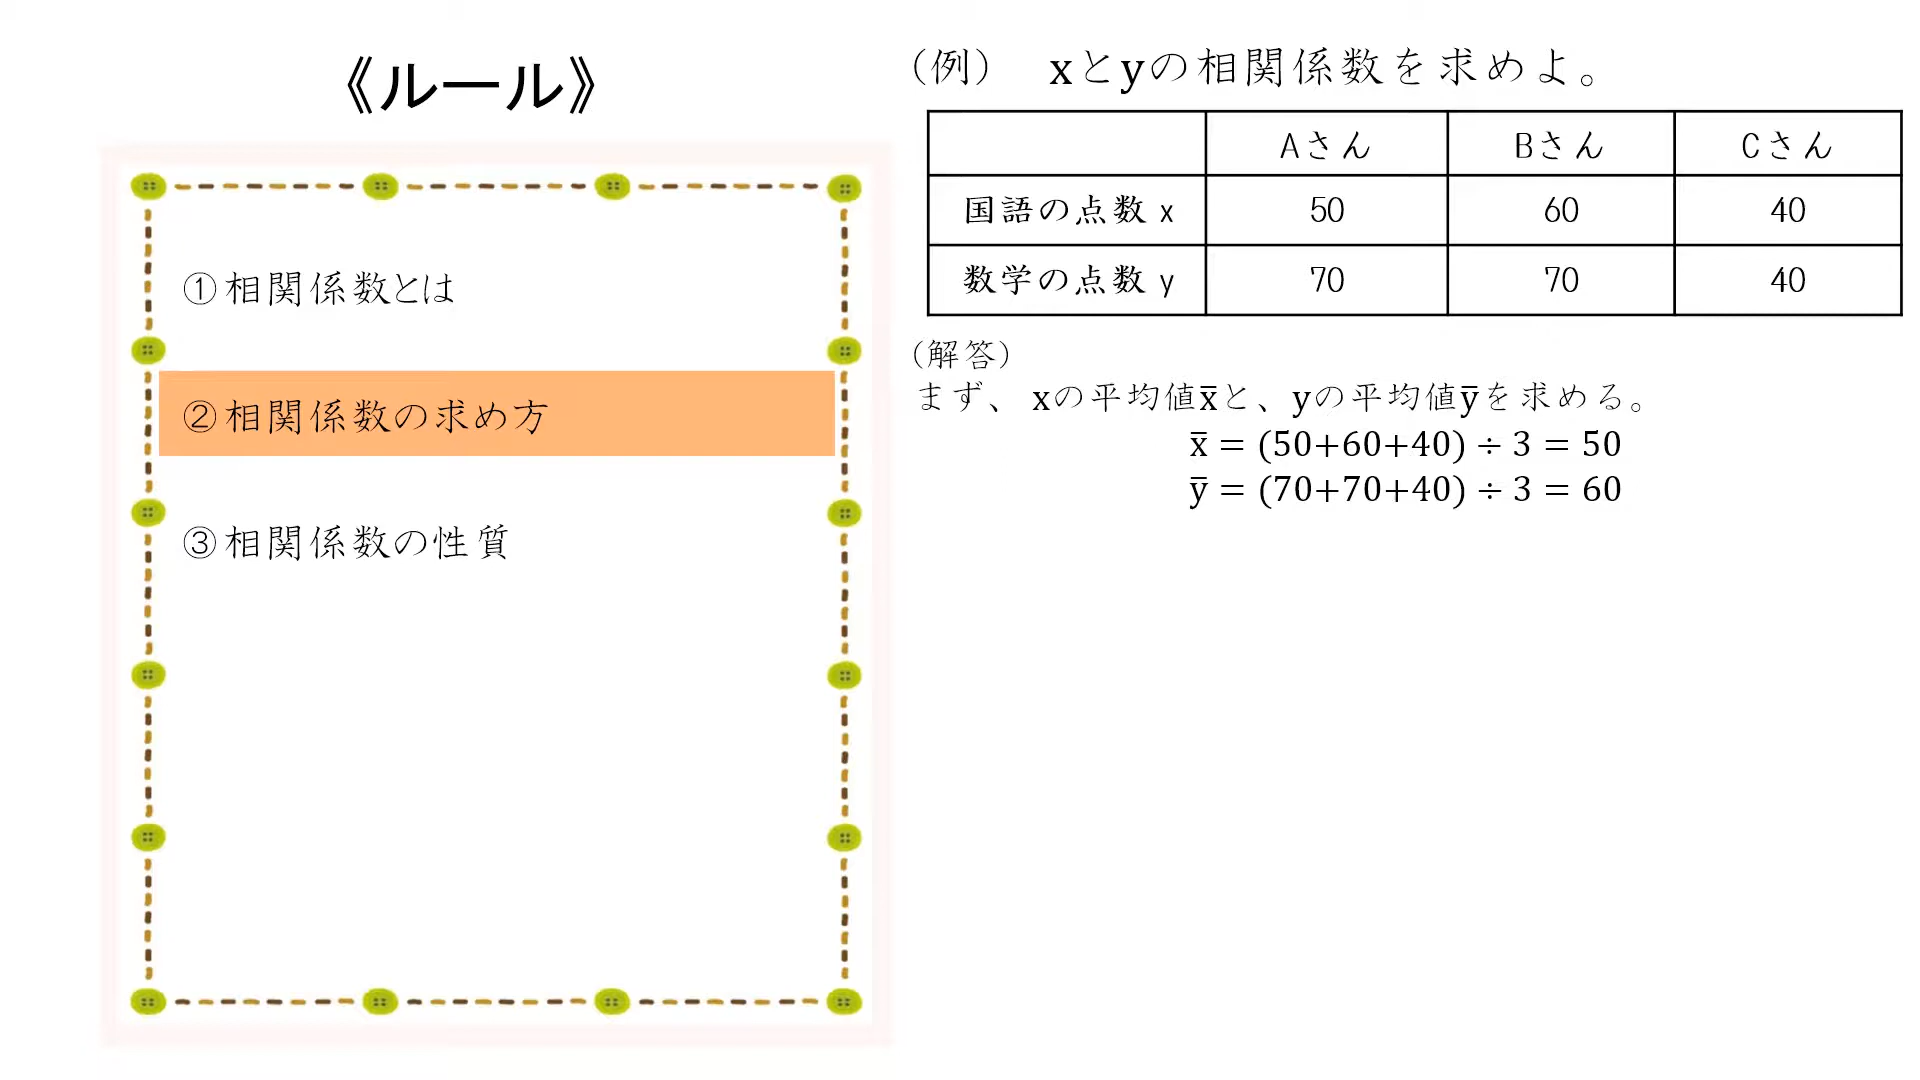 《ルール》
①相関係数とは
②相関係数の求め方
③相関係数の性質
(例) xとyの相関係数を求めよ。
Aさん Bさん Cさん
国語の点数 x 50 60 40
数学の点数 y 70 70 40
(解答)
まず、xの平均値x̅と、yの平均値y̅を求める。
x̅ = (50+60+40) ÷ 3 = 50
y̅ = (70+70+40) ÷ 3 = 60